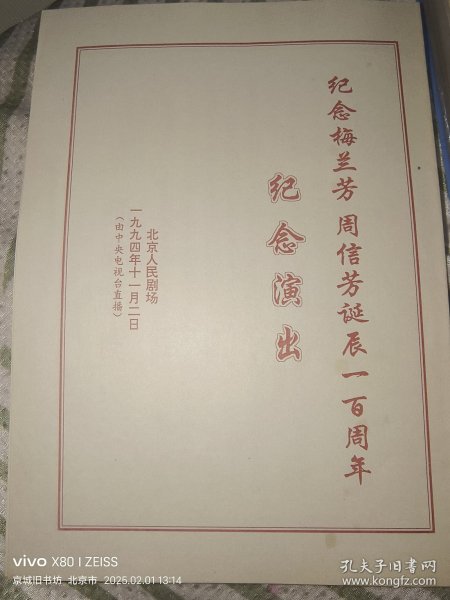 纪念梅兰芳 周信芳诞辰一百周年
纪念演出
北京人民剧场
一九九四年十一月二日
(由中央电视台直播)
vivo X80 | ZEISS
京城旧书坊 北京市 2025.02.01 13:14
孔夫子旧书网
www.kongfz.com